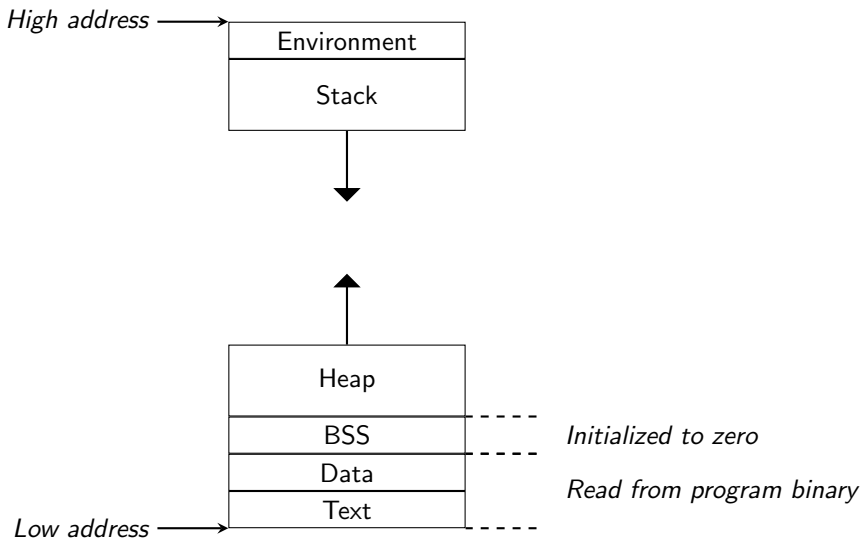 High address
Environment
Stack
Heap
BSS
Initialized to zero
Data
Read from program binary
Text
Low address